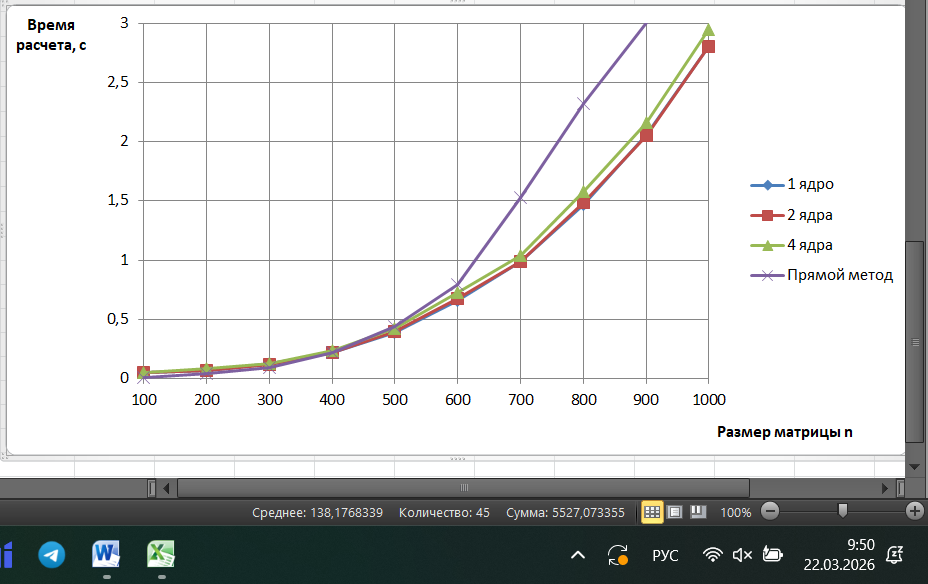 Время
расчета, с
3
2,5
2
1,5
1
0,5
0
100 200 300 400 500 600 700 800 900 1000
Размер матрицы n
1 ядро
2 ядра
4 ядра
Прямой метод
Среднее: 138,1768339 Количество: 45 Сумма: 5527,073355 100%
РУС
9:50
22.03.2026